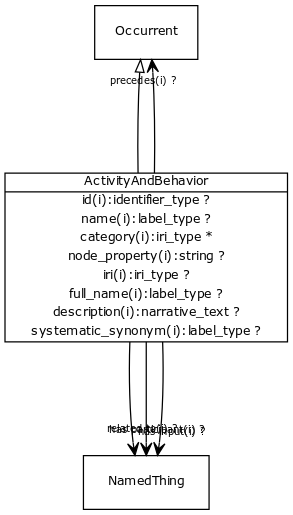 Occurrent
precedes(i) ?
ActivityAndBehavior
id(i):identifier_type ?
name(i):label_type ?
category(i):iri_type *
node_property(i):string ?
iri(i):iri_type ?
full_name(i):label_type ?
description(i):narrative_text ?
systematic_synonym(i):label_type ?
NamedThing